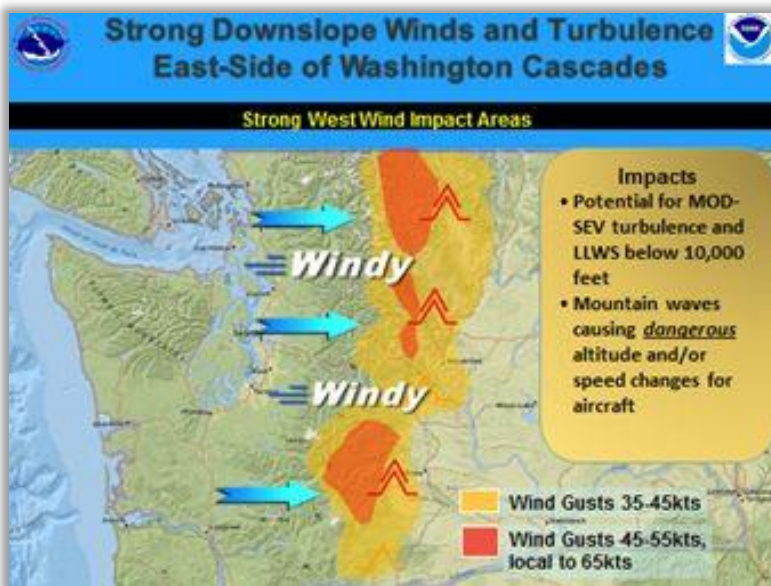 Strong Downslope Winds and Turbulence
East-Side of Washington Cascades
Strong West Wind Impact Areas
Impacts
• Potential for MOD-
SEV turbulence and
LLWS below 10,000
feet
• Mountain waves
causing dangerous
altitude and/or
speed changes for
aircraft
Windy
Windy
Wind Gusts 35-45kts
Wind Gusts 45-55kts,
local to 65kts